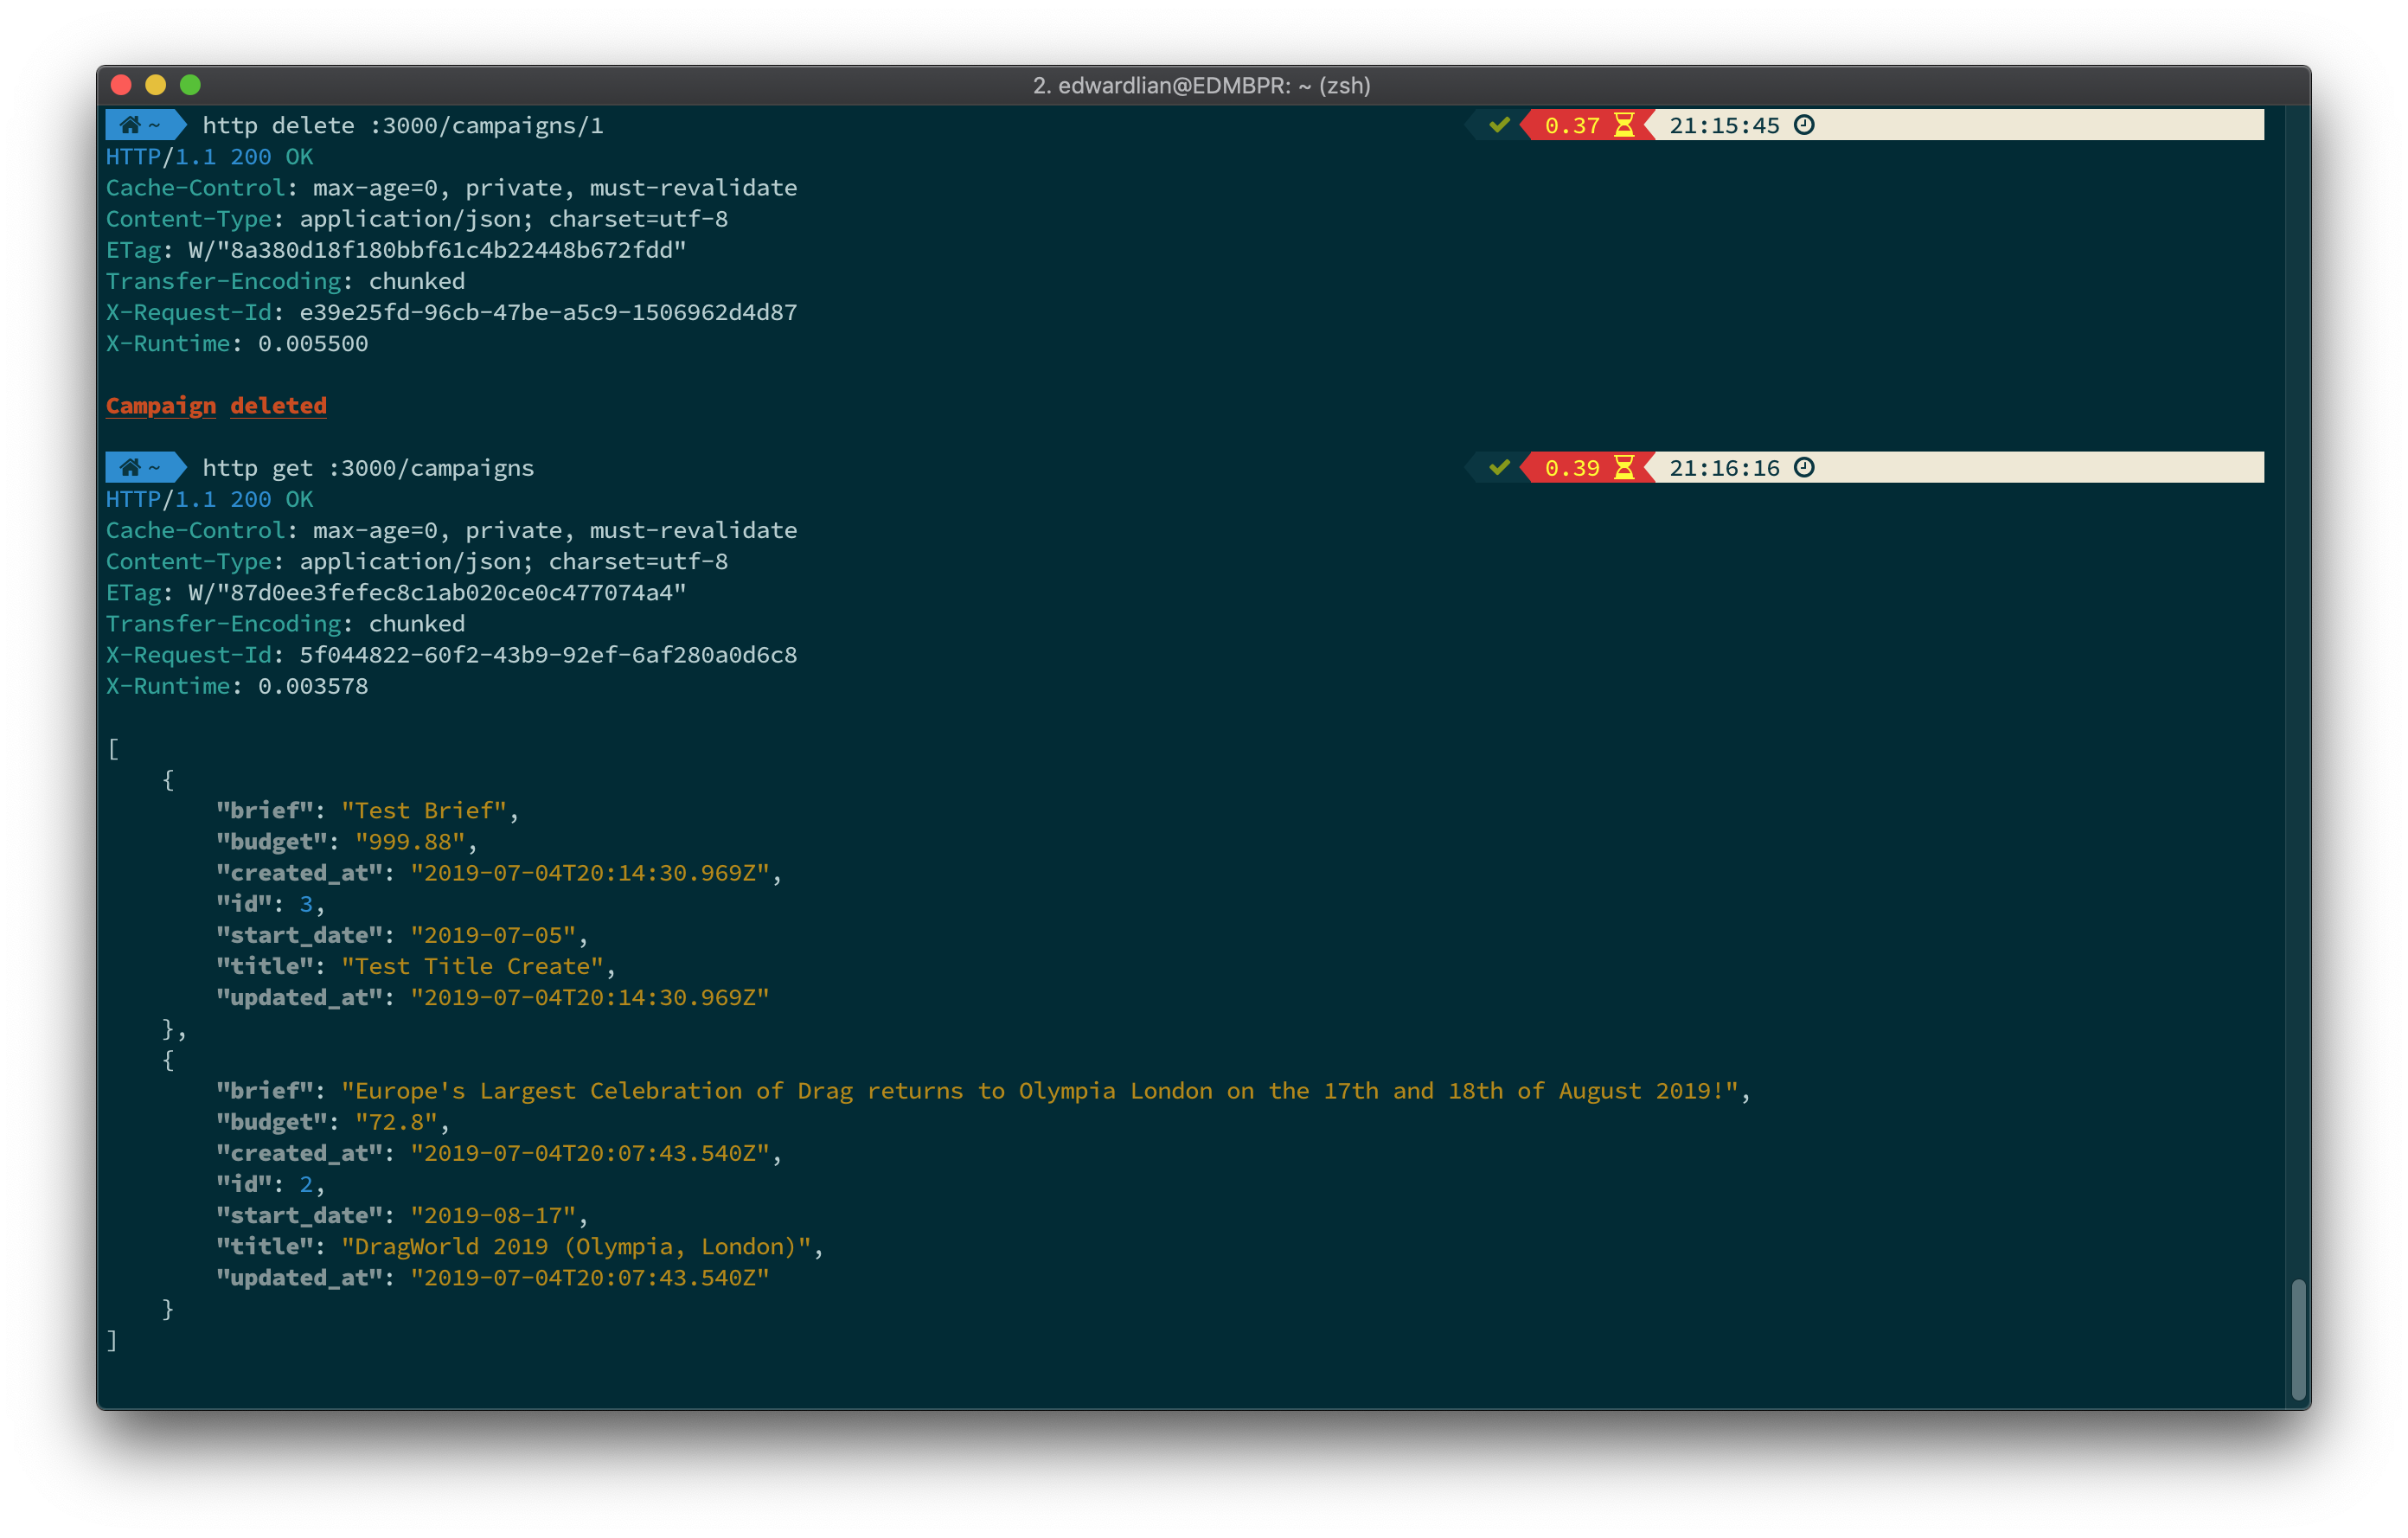 2. edwardlian@EDMBPR: ~ (zsh)
~ http delete :3000/campaigns/1 0.37 21:15:45
HTTP/1.1 200 OK
Cache-Control: max-age=0, private, must-revalidate
Content-Type: application/json; charset=utf-8
ETag: W/"8a380d18f180bbf61c4b22448b672fdd"
Transfer-Encoding: chunked
X-Request-Id: e39e25fd-96cb-47be-a5c9-1506962d4d87
X-Runtime: 0.005500
Campaign deleted
~ http get :3000/campaigns 0.39 21:16:16
HTTP/1.1 200 OK
Cache-Control: max-age=0, private, must-revalidate
Content-Type: application/json; charset=utf-8
ETag: W/"87d0ee3fefec8c1ab020ce0c477074a4"
Transfer-Encoding: chunked
X-Request-Id: 5f044822-60f2-43b9-92ef-6af280a0d6c8
X-Runtime: 0.003578
[
    {
        "brief": "Test Brief",
        "budget": "999.88",
        "created_at": "2019-07-04T20:14:30.969Z",
        "id": 3,
        "start_date": "2019-07-05",
        "title": "Test Title Create",
        "updated_at": "2019-07-04T20:14:30.969Z"
    },
    {
        "brief": "Europe's Largest Celebration of Drag returns to Olympia London on the 17th and 18th of August 2019!",
        "budget": "72.8",
        "created_at": "2019-07-04T20:07:43.540Z",
        "id": 2,
        "start_date": "2019-08-17",
        "title": "DragWorld 2019 (Olympia, London)",
        "updated_at": "2019-07-04T20:07:43.540Z"
    }
]